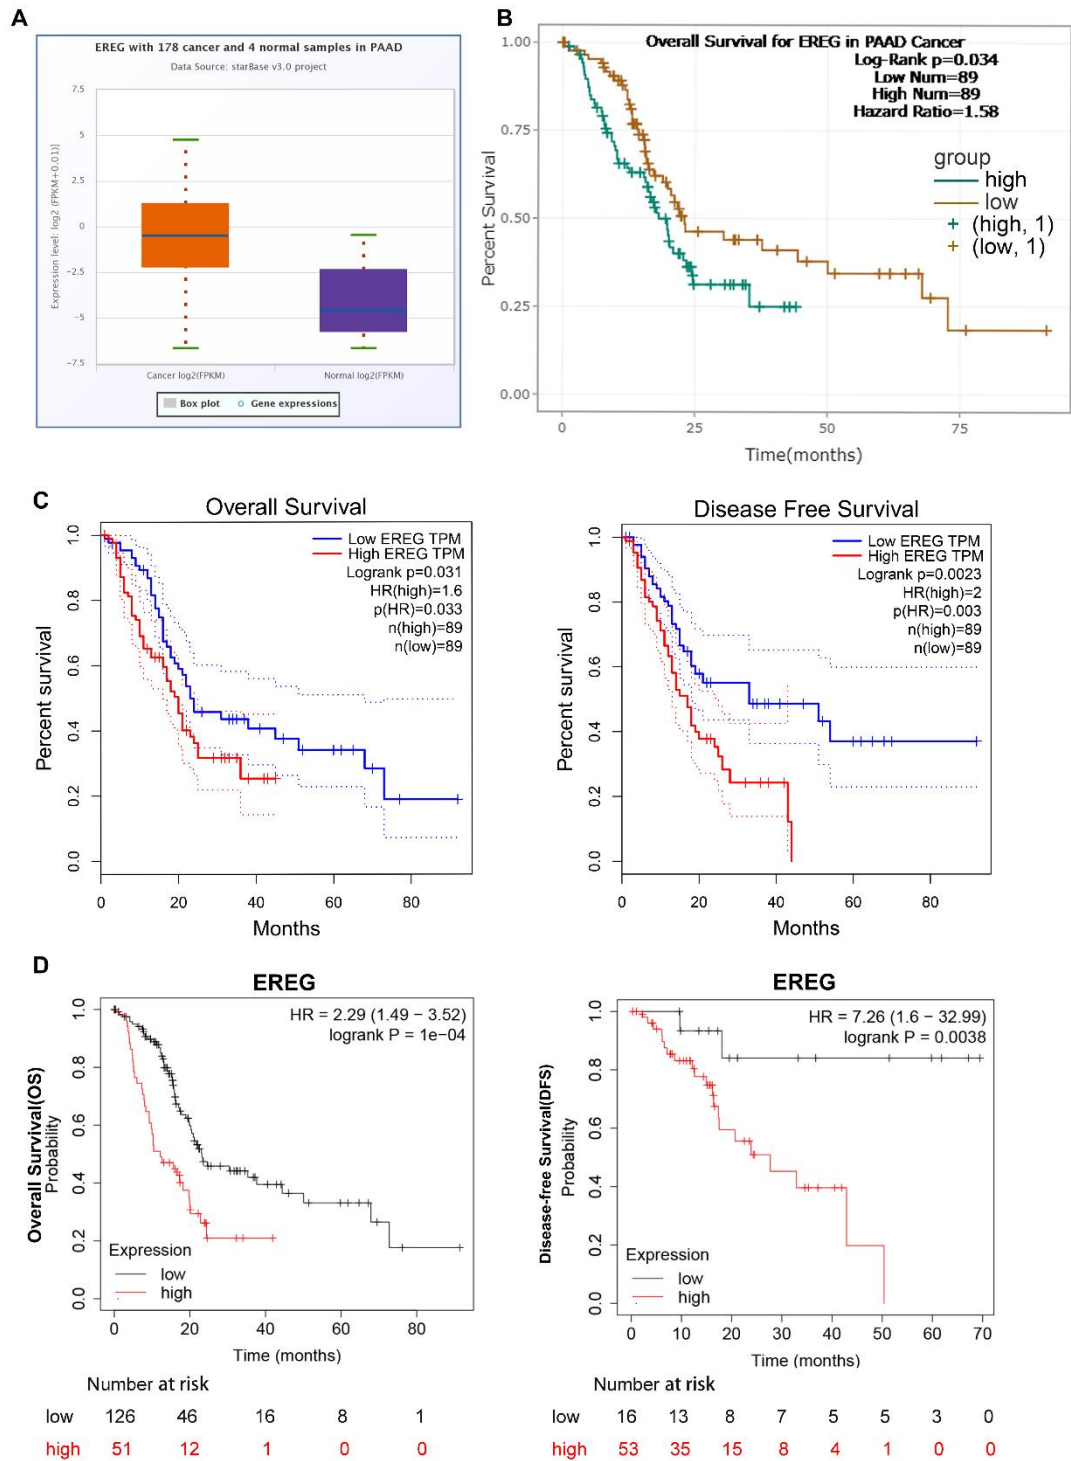 A
EREG with 178 cancer and 4 normal samples in PAAD
Data Source: starBase v3.0 project
Expression level: log2 (FPKM+0.01)]
7.5
5
2.5
0
−2.5
−5
−7.5
Cancer log2(FPKM)
Normal log2(FPKM)
Box plot
Gene expressions
B
Overall Survival for EREG in PAAD Cancer
Log-Rank p=0.034
Low Num=89
High Num=89
Hazard Ratio=1.58
group
high
low
(high, 1)
(low, 1)
Percent Survival
1.00
0.75
0.50
0.25
0.00
0
25
50
75
Time(months)
C
Overall Survival
Low EREG TPM
High EREG TPM
Logrank p=0.031
HR(high)=1.6
p(HR)=0.033
n(high)=89
n(low)=89
Percent survival
1.0
0.8
0.6
0.4
0.2
0.0
0 20 40 60 80
Months
Disease Free Survival
Low EREG TPM
High EREG TPM
Logrank p=0.0023
HR(high)=2
p(HR)=0.003
n(high)=89
n(low)=89
Percent survival
1.0
0.8
0.6
0.4
0.2
0.0
0 20 40 60 80
Months
D
EREG
HR = 2.29 (1.49 − 3.52)
logrank P = 1e−04
Overall Survival(OS)
Probability
1.0
0.8
0.6
0.4
0.2
0.0
Expression
low
high
0 20 40 60 80
Time (months)
Number at risk
low 126 46 16 8 1
high 51 12 1 0 0
EREG
HR = 7.26 (1.6 − 32.99)
logrank P = 0.0038
Disease-free Survival(DFS)
Probability
1.0
0.8
0.6
0.4
0.2
0.0
Expression
low
high
0 10 20 30 40 50 60 70
Time (months)
Number at risk
low 16 13 8 7 5 5 3 0
high 53 35 15 8 4 1 0 0